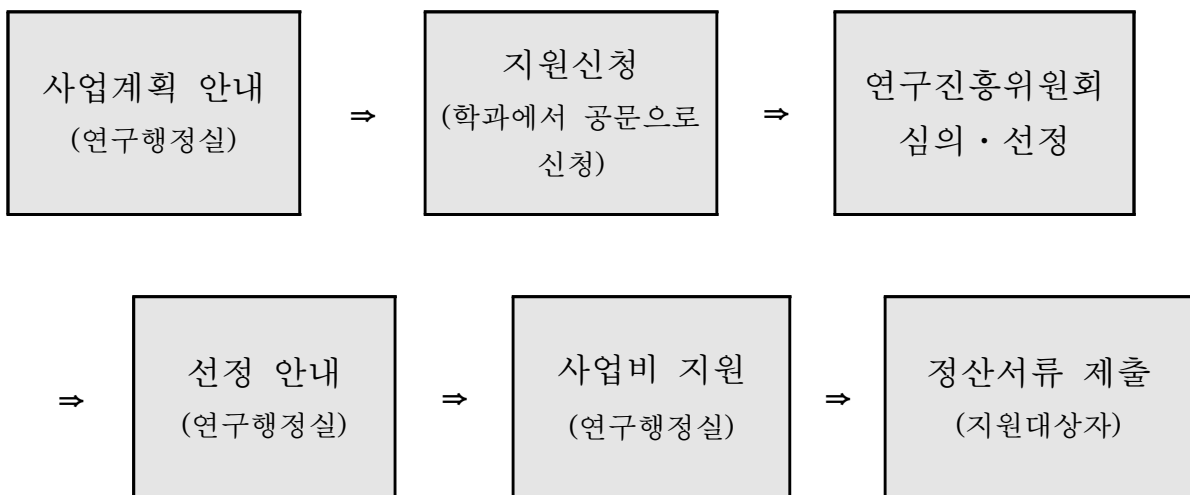 사업계획 안내
(연구행정실)
⇒
지원신청
(학과에서 공문으로
신청)
⇒
연구진흥위원회
심의・선정
⇒
선정 안내
(연구행정실)
⇒
사업비 지원
(연구행정실)
⇒
정산서류 제출
(지원대상자)